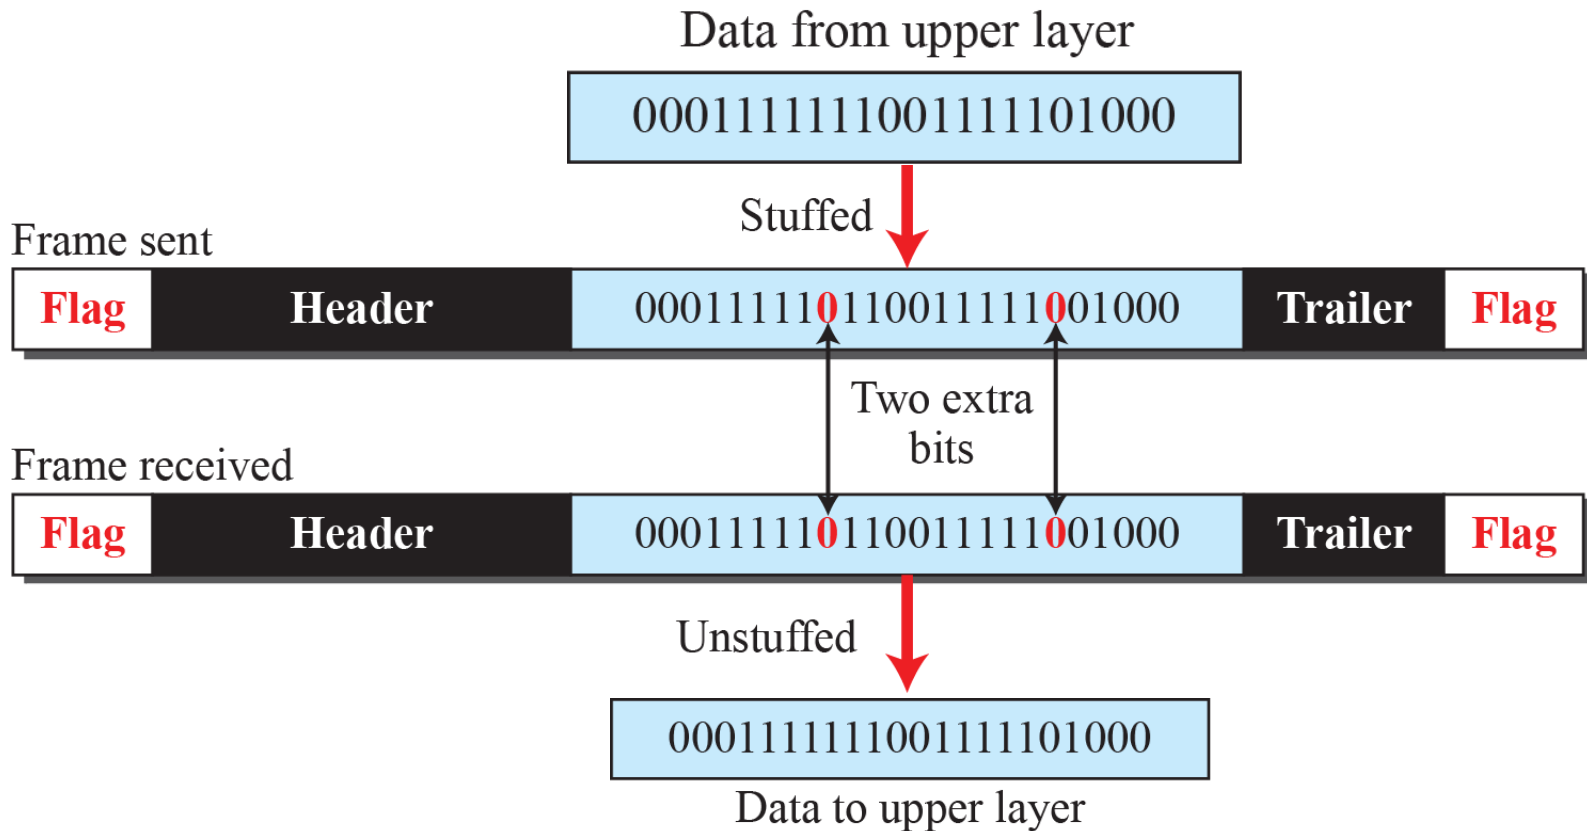 Data from upper layer
0001111111001111101000
Stuffed
Frame sent
Flag Header 000111110110011111001000 Trailer Flag
Two extra
bits
Frame received
Flag Header 000111110110011111001000 Trailer Flag
Unstuffed
0001111111001111101000
Data to upper layer